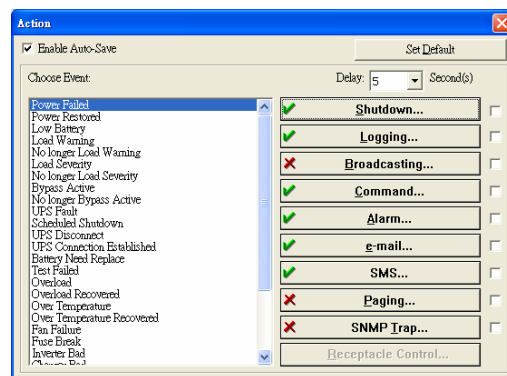 Action
Enable Auto-Save
Set Default
Choose Event:
Delay: 5 Second(s)
Power Failed
Power Restored
Low Battery
Load Warning
No longer Load Warning
Load Severity
No longer Load Severity
Bypass Active
No longer Bypass Active
UPS Fault
Scheduled Shutdown
UPS Disconnect
UPS Connection Established
Battery Need Replace
Test Failed
Overload
Overload Recovered
Over Temperature
Over Temperature Recovered
Fan Failure
Fuse Break
Inverter Bad
Charger Bad
Shutdown...
Logging...
Broadcasting...
Command...
Alarm...
e-mail...
SMS...
Paging...
SNMP Trap...
Receptacle Control...